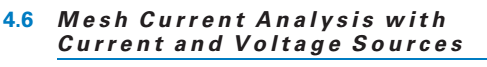 4.6 Mesh Current Analysis with
Current and Voltage Sources